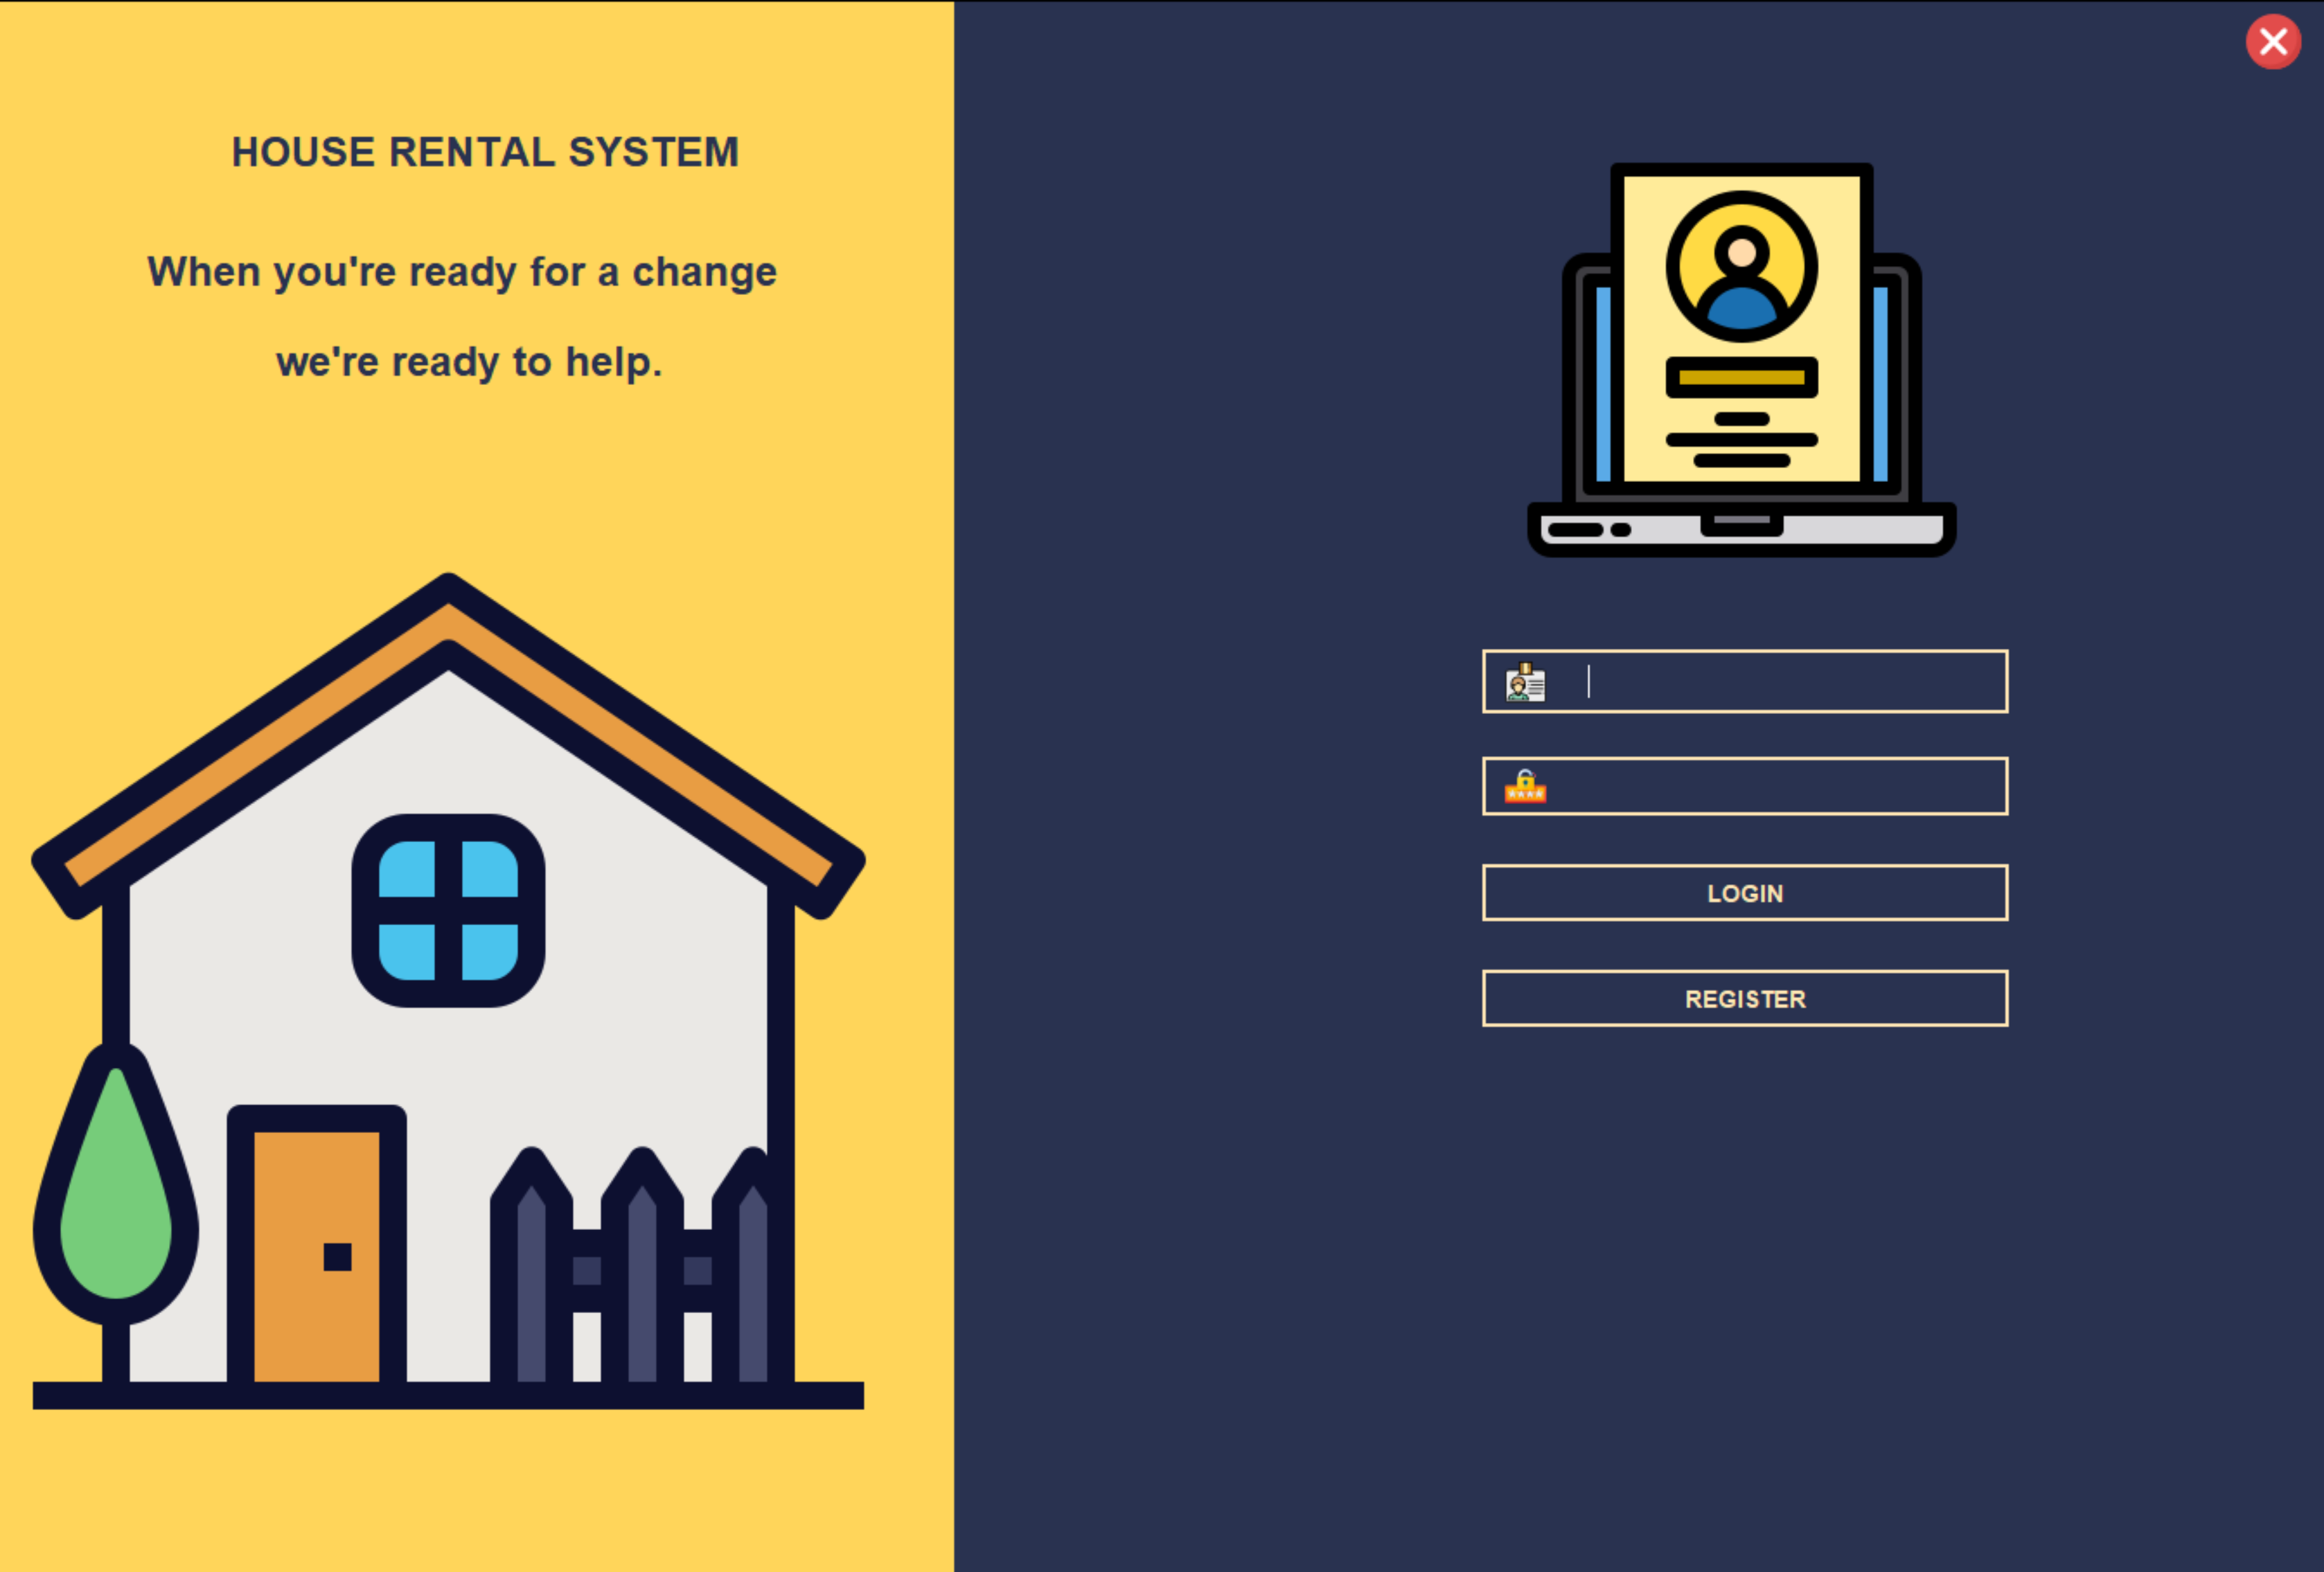 HOUSE RENTAL SYSTEM
When you're ready for a change
we're ready to help.
LOGIN
REGISTER